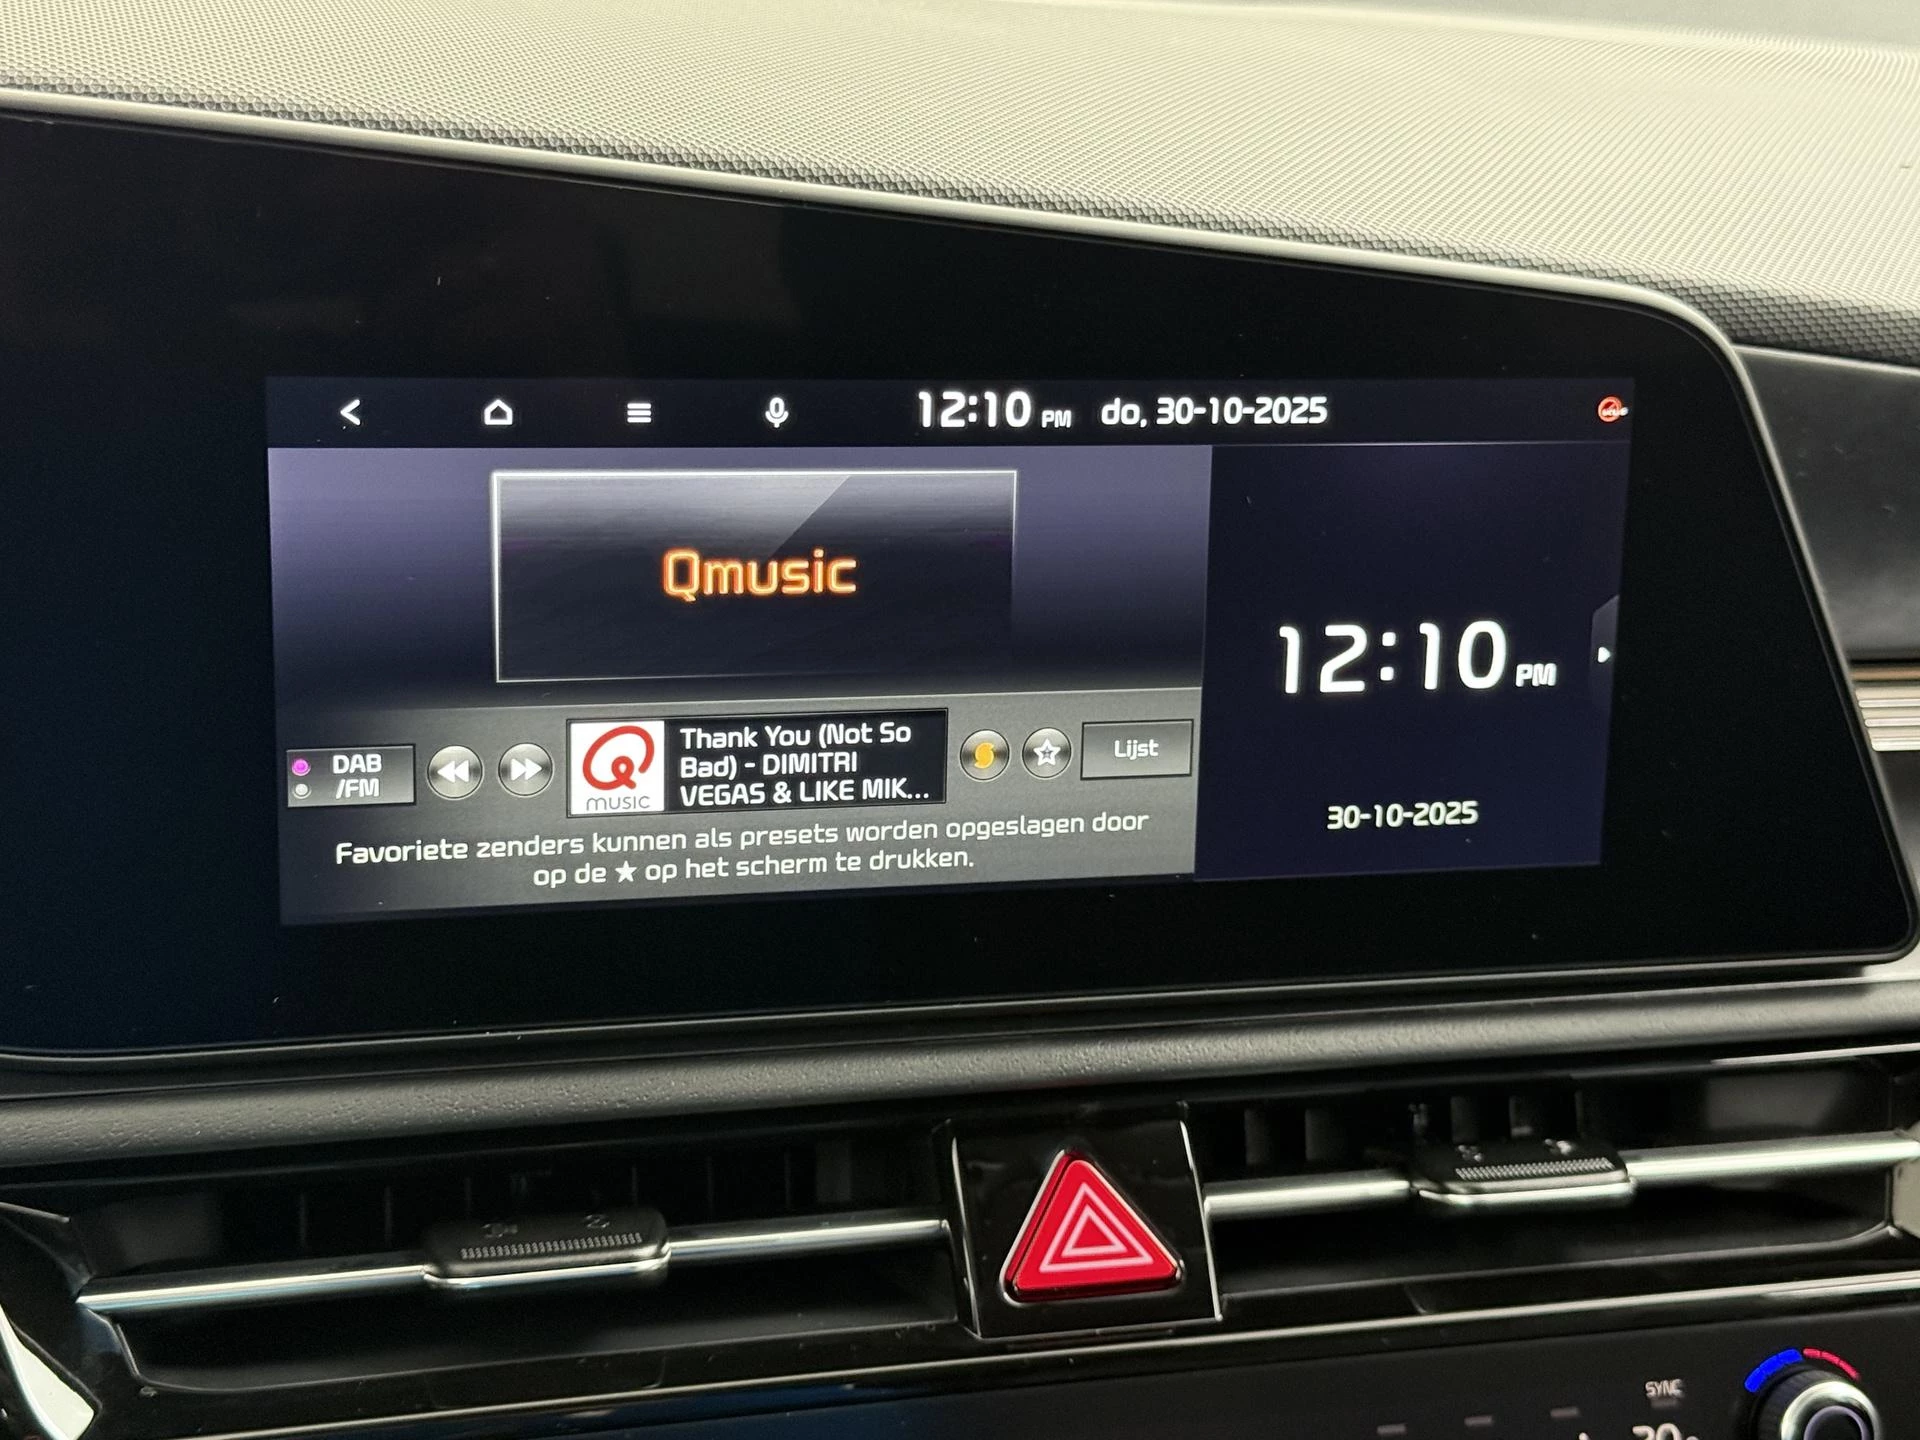 12:10 PM do, 30-10-2025
Qmusic
12:10 PM
30-10-2025
DAB
/FM
MUSIC
Thank You (Not So
Bad) - DIMITRI
VEGAS & LIKE MIK...
Lijst
Favoriete zenders kunnen als presets worden opgeslagen door
op de ★ op het scherm te drukken.
SYNC